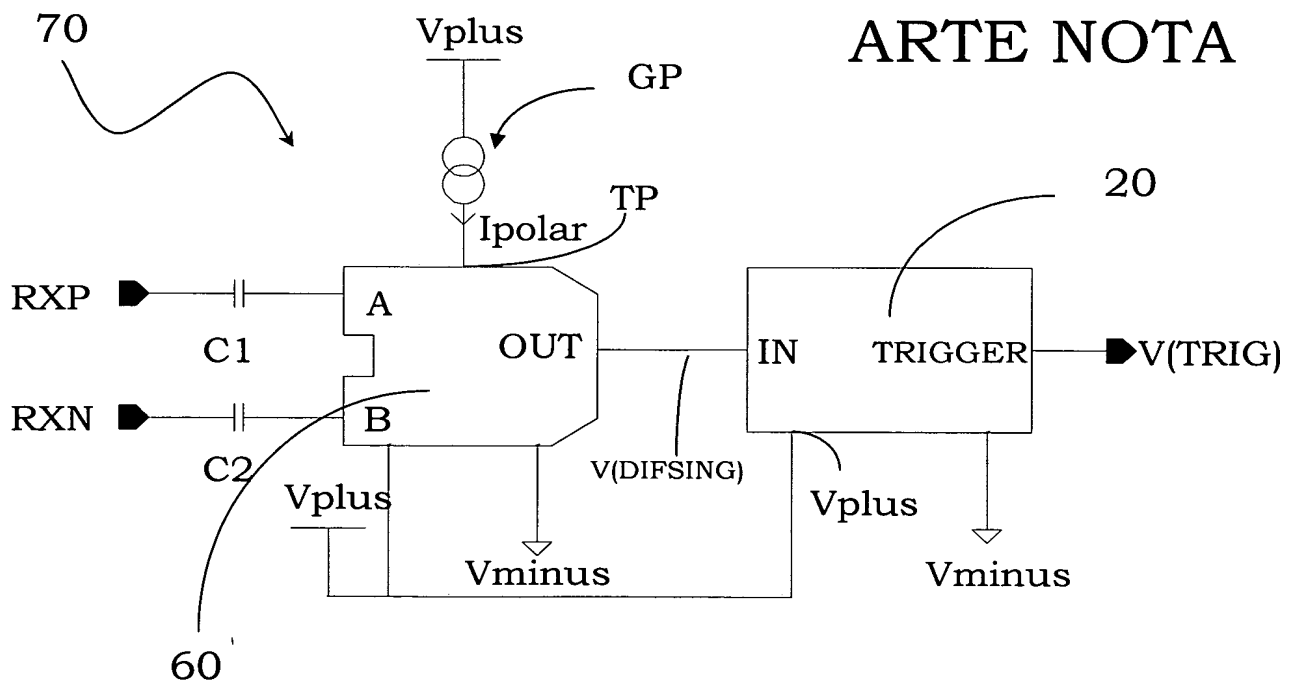 70
Vplus
ARTE NOTA
GP
TP
20
Ipolar
RXP
A
C1
OUT
IN
TRIGGER
V(TRIG)
RXN
B
C2
V(DIFSING)
Vplus
Vplus
Vminus
Vminus
60